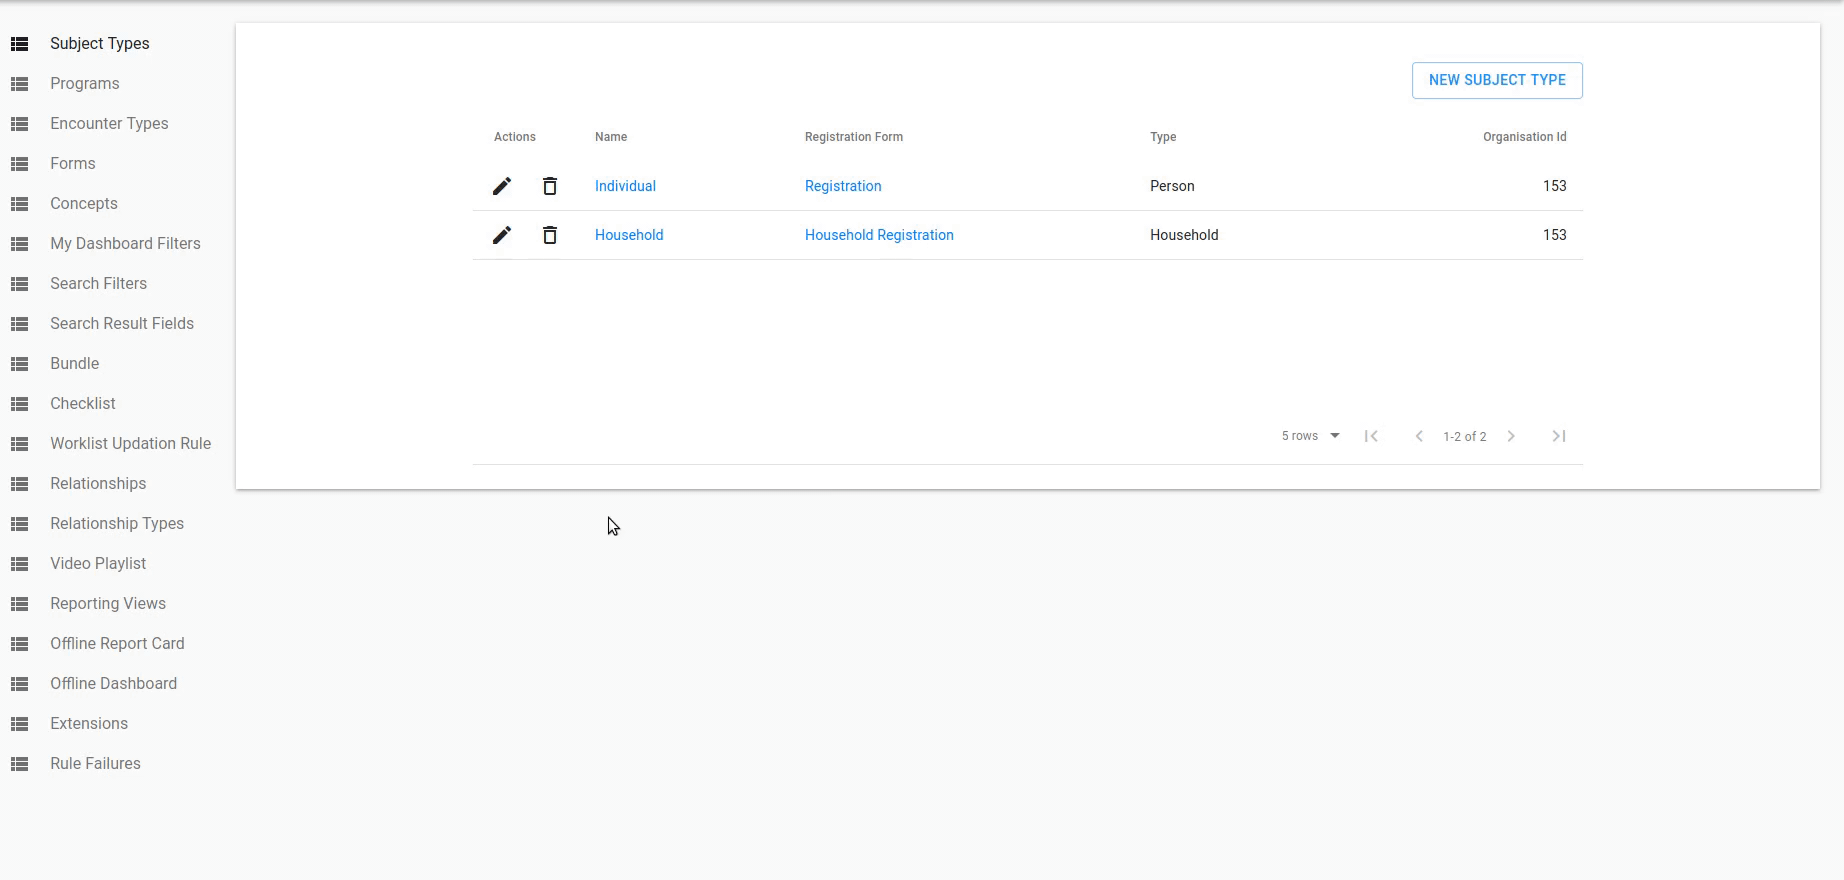 Subject Types
Programs
Encounter Types
Forms
Concepts
My Dashboard Filters
Search Filters
Search Result Fields
Bundle
Checklist
Worklist Updation Rule
Relationships
Relationship Types
Video Playlist
Reporting Views
Offline Report Card
Offline Dashboard
Extensions
Rule Failures
NEW SUBJECT TYPE
Actions Name Registration Form Type Organisation Id
Individual Registration Person 153
Household Household Registration Household 153
5 rows 1-2 of 2